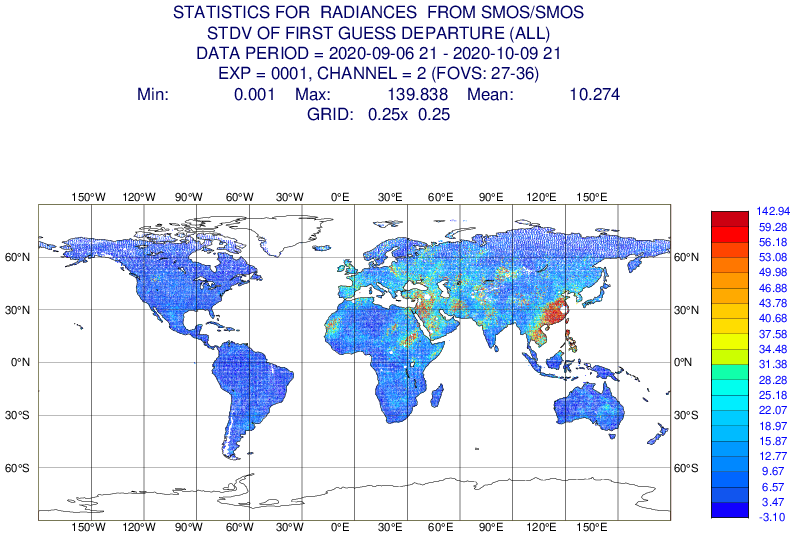 STATISTICS FOR RADIANCES FROM SMOS/SMOS
STDV OF FIRST GUESS DEPARTURE (ALL)
DATA PERIOD = 2020-09-06 21 - 2020-10-09 21
EXP = 0001, CHANNEL = 2 (FOVS: 27-36)
Min: 0.001 Max: 139.838 Mean: 10.274
GRID: 0.25x 0.25
150°W 120°W 90°W 60°W 30°W 0°E 30°E 60°E 90°E 120°E 150°E
60°N 60°N
30°N 30°N
0°N 0°N
30°S 30°S
60°S 60°S
150°W 120°W 90°W 60°W 30°W 0°E 30°E 60°E 90°E 120°E 150°E
142.94
59.28
56.18
53.08
49.98
46.88
43.78
40.68
37.58
34.48
31.38
28.28
25.18
22.07
18.97
15.87
12.77
9.67
6.57
3.47
-3.10